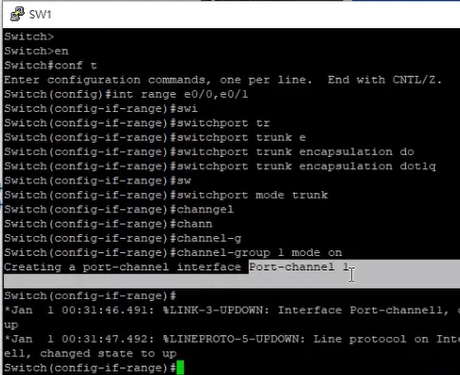 SW1
Switch>
Switch>en
Switch#conf t
Enter configuration commands, one per line.  End with CNTL/Z.
Switch(config)#int range e0/0,e0/1
Switch(config-if-range)#swi
Switch(config-if-range)#switchport tr
Switch(config-if-range)#switchport trunk e
Switch(config-if-range)#switchport trunk encapsulation do
Switch(config-if-range)#switchport trunk encapsulation dot1q
Switch(config-if-range)#sw
Switch(config-if-range)#switchport mode trunk
Switch(config-if-range)#channgel
Switch(config-if-range)#chann
Switch(config-if-range)#channel-g
Switch(config-if-range)#channel-group 1 mode on
Creating a port-channel interface Port-channel 1
Switch(config-if-range)#
*Jan  1 00:31:46.491: %LINK-3-UPDOWN: Interface Port-channel1,
up
*Jan  1 00:31:47.492: %LINEPROTO-5-UPDOWN: Line protocol on Int
el1, changed state to up
Switch(config-if-range)#